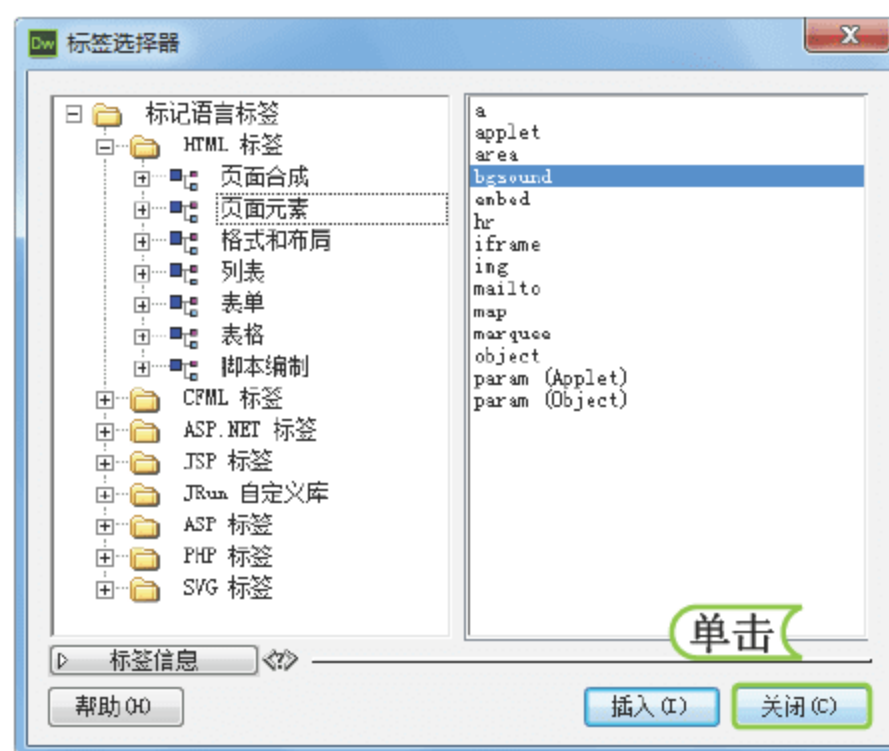 Dw 标签选择器
标记语言标签
HTML 标签
页面合成
页面元素
格式和布局
列表
表单
表格
脚本编制
CFML 标签
ASP.NET 标签
JSP 标签
JRun 自定义库
ASP 标签
PHP 标签
SVG 标签
a
applet
area
bgsound
embed
hr
iframe
img
mailto
map
marquee
object
param (Applet)
param (Object)
单击
标签信息 <?>
帮助(H) 插入(I) 关闭(C)